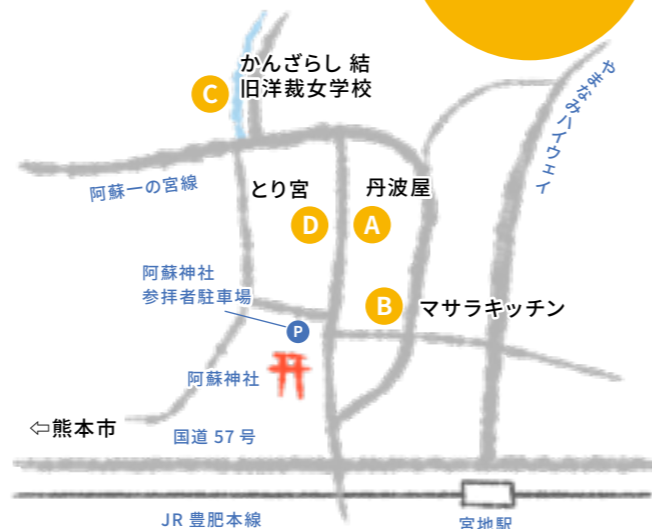 かんざらし 結
旧洋裁女学校
C
やまなみハイウェイ
阿蘇一の宮線
とり宮
丹波屋
D
A
阿蘇神社
参拝者駐車場
B
マサラキッチン
P
阿蘇神社
⇦熊本市
国道 57 号
JR 豊肥本線
宮地駅